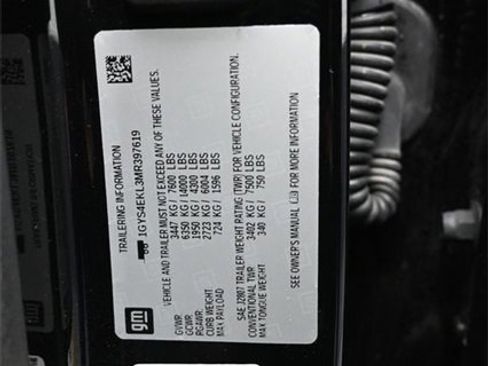 gm
TRAILERING INFORMATION
1GYS4EKL3MR397619
VEHICLE AND TRAILER MUST NOT EXCEED ANY OF THESE VALUES.
GVWR 3447 KG / 7600 LBS
GCWR 6350 KG / 14000 LBS
RGAWR 1950 KG / 4300 LBS
CURB WEIGHT 2723 KG / 6004 LBS
MAX PAYLOAD 724 KG / 1596 LBS
SAE J2807 TRAILER WEIGHT RATING (TWR) FOR VEHICLE CONFIGURATION.
CONVENTIONAL TWR 3402 KG / 7500 LBS
MAX TONGUE WEIGHT 340 KG / 750 LBS
SEE OWNER'S MANUAL FOR MORE INFORMATION
gm